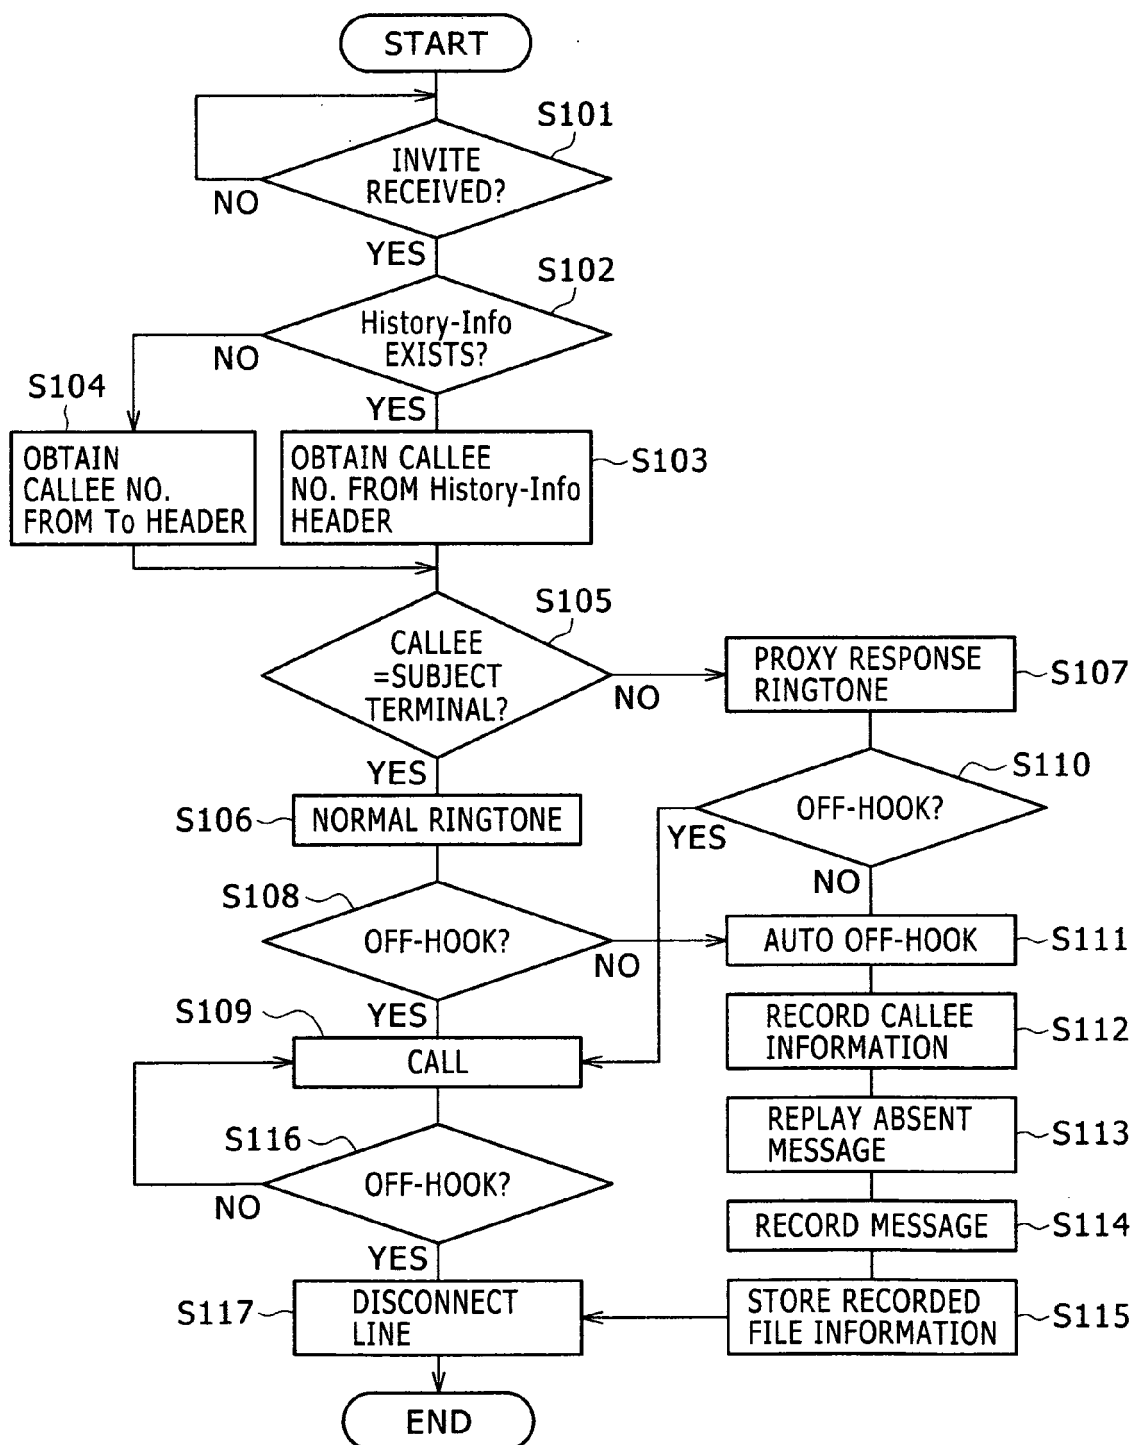 START
S101
INVITE
RECEIVED?
NO
YES
S102
History-Info
EXISTS?
NO
YES
S104
OBTAIN
CALLEE NO.
FROM To HEADER
OBTAIN CALLEE
NO. FROM History-Info
HEADER
S103
S105
CALLEE
=SUBJECT
TERMINAL?
NO
YES
PROXY RESPONSE
RINGTONE
S107
S106
NORMAL RINGTONE
S110
OFF-HOOK?
YES
NO
S108
OFF-HOOK?
NO
YES
AUTO OFF-HOOK
S111
S109
CALL
RECORD CALLEE
INFORMATION
S112
REPLAY ABSENT
MESSAGE
S113
S116
OFF-HOOK?
NO
YES
RECORD MESSAGE
S114
S117
DISCONNECT
LINE
STORE RECORDED
FILE INFORMATION
S115
END